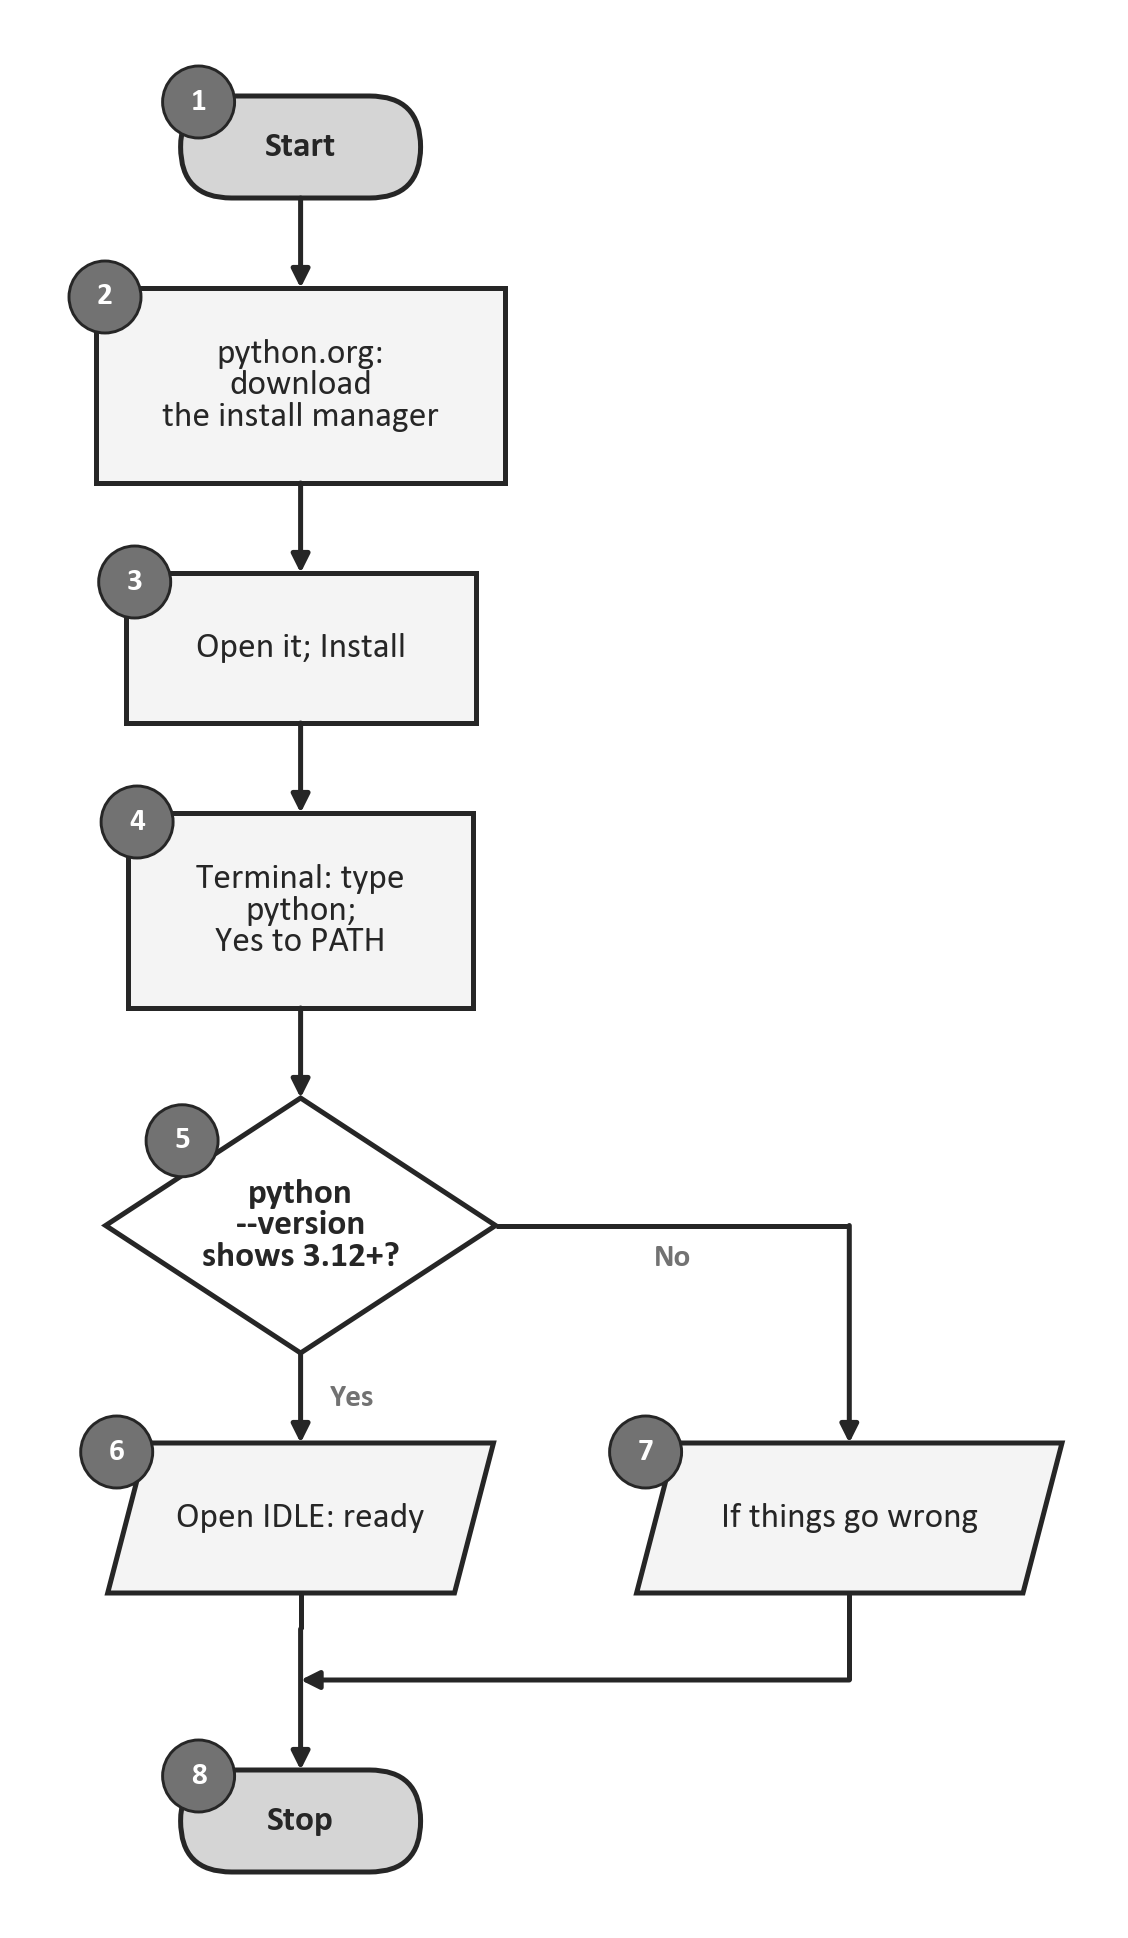 1
Start
2
python.org:
download
the install manager
3
Open it; Install
4
Terminal: type
python;
Yes to PATH
5
python
--version
shows 3.12+?
No
Yes
6
Open IDLE: ready
7
If things go wrong
8
Stop